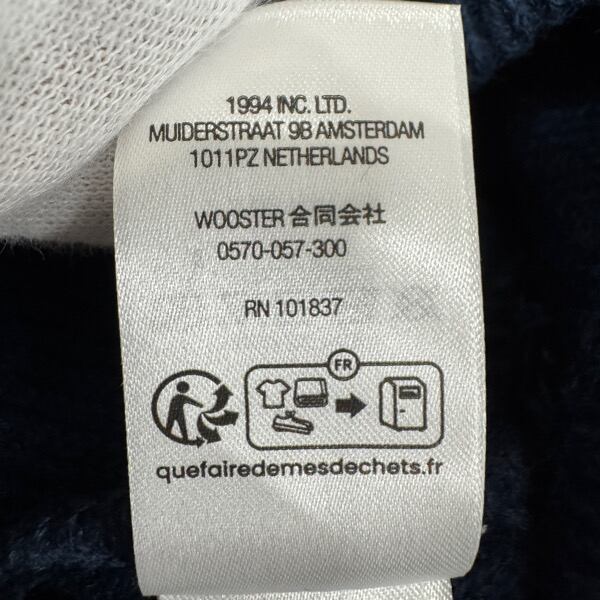 1994 INC. LTD.
MUIDERSTRAAT 9B AMSTERDAM
1011PZ NETHERLANDS
WOOSTER 合同会社
0570-057-300
RN 101837
FR
quefairedemesdechets.fr